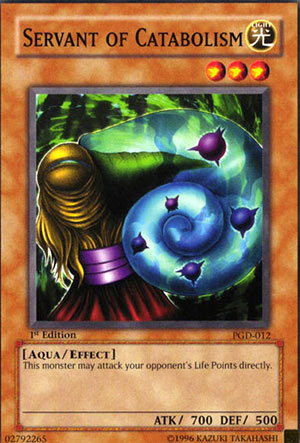 SERVANT OF CATABOLISM
LIGHT
光
1st Edition
PGD-012
[AQUA/EFFECT]
This monster may attack your opponent's Life Points directly.
ATK/ 700 DEF/ 500
02792265
©1996 KAZUKI TAKAHASHI